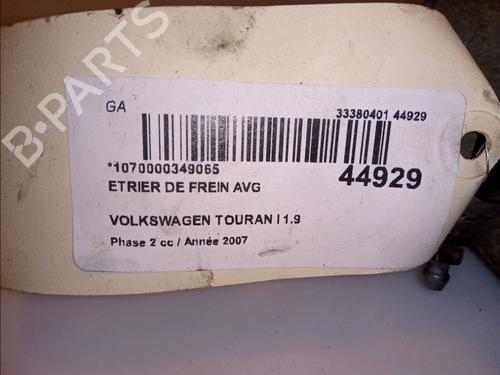 B-PARTS
GA
33380401 44929
*1070000349065
44929
ETRIER DE FREIN AVG
VOLKSWAGEN TOURAN I 1.9
Phase 2 cc / Année 2007